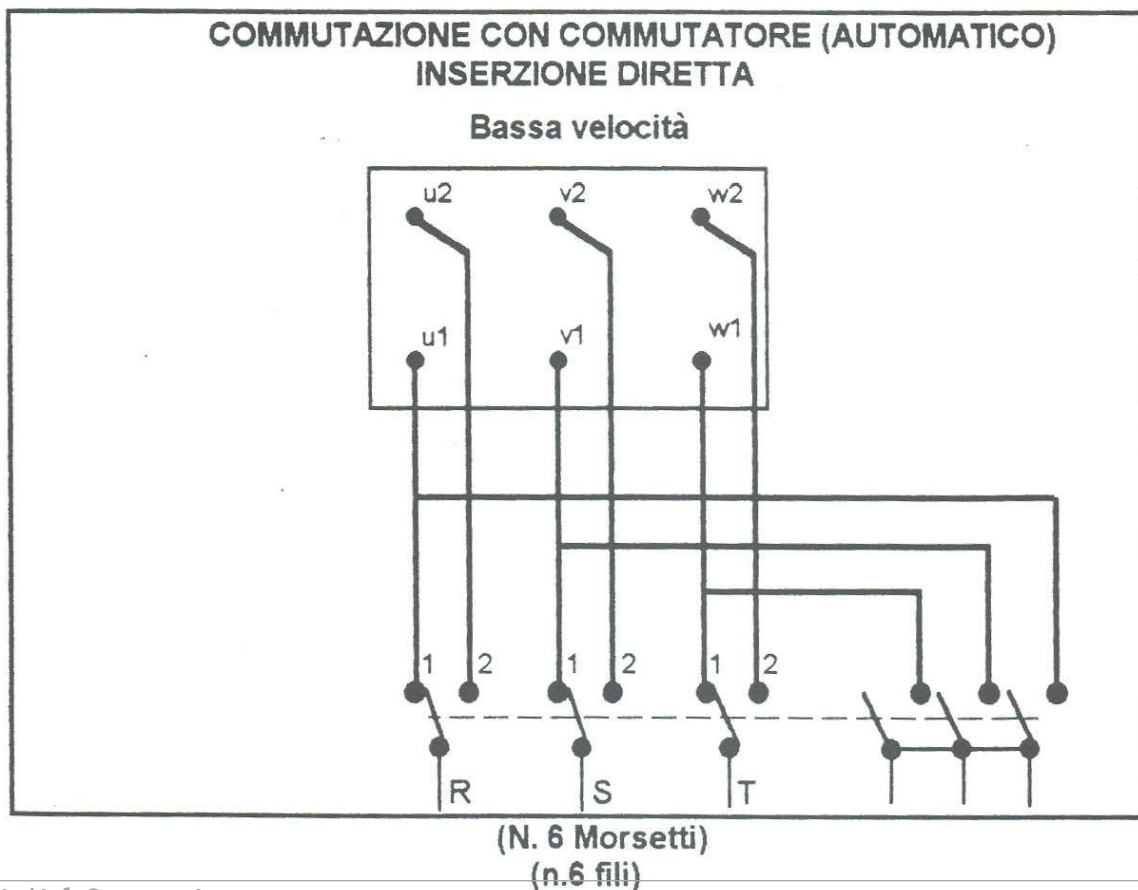 COMMUTAZIONE CON COMMUTATORE (AUTOMATICO)
INSERZIONE DIRETTA
Bassa velocità
u2 v2 w2
u1 v1 w1
1 2 1 2 1 2
R S T
(N. 6 Morsetti)
(n.6 fili)